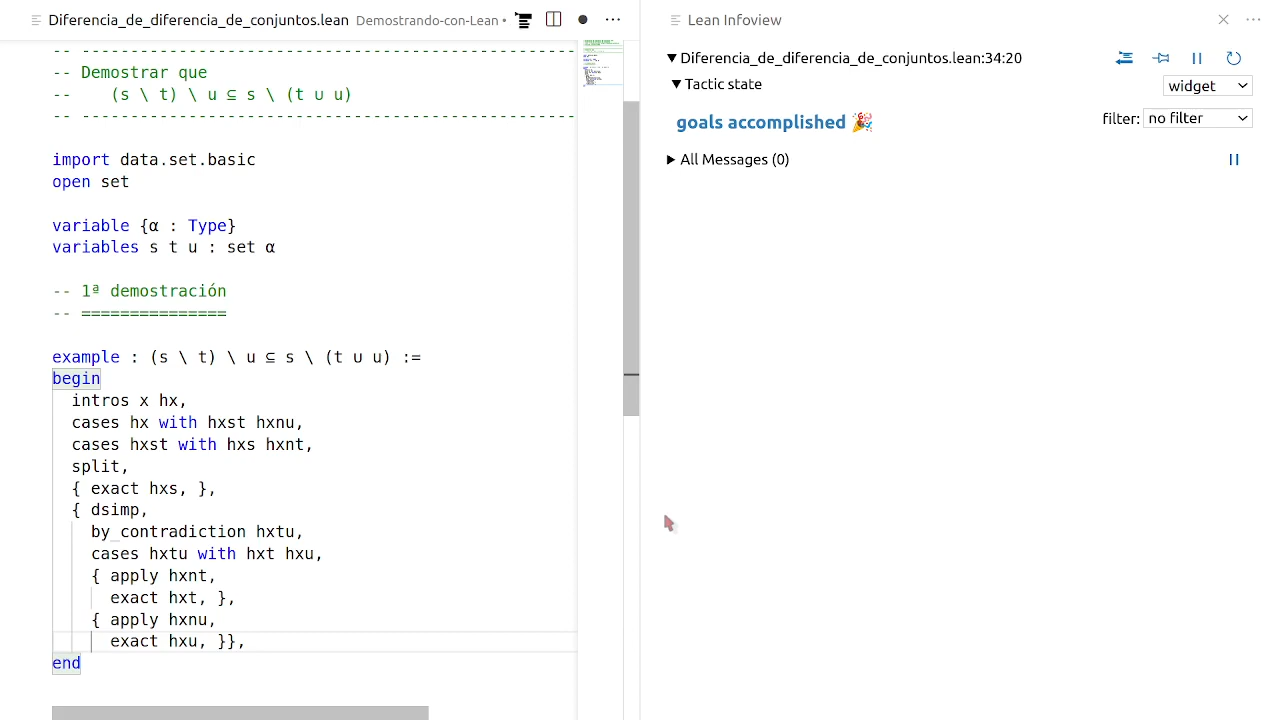 Diferencia_de_diferencia_de_conjuntos.lean Demostrando-con-Lean •
-- ---------------------------------------------------
-- Demostrar que
--    (s \ t) \ u ⊆ s \ (t ∪ u)
-- ---------------------------------------------------
import data.set.basic
open set
variable {α : Type}
variables s t u : set α
-- 1ª demostración
-- ===============
example : (s \ t) \ u ⊆ s \ (t ∪ u) :=
begin
  intros x hx,
  cases hx with hxst hxnu,
  cases hxst with hxs hxnt,
  split,
  { exact hxs, },
  { dsimp,
    by_contradiction hxtu,
    cases hxtu with hxt hxu,
    { apply hxnt,
      exact hxt, },
    { apply hxnu,
      exact hxu, }},
end
Lean Infoview
▼Diferencia_de_diferencia_de_conjuntos.lean:34:20
▼Tactic state
widget
goals accomplished 🎉
filter: no filter
▶ All Messages (0)